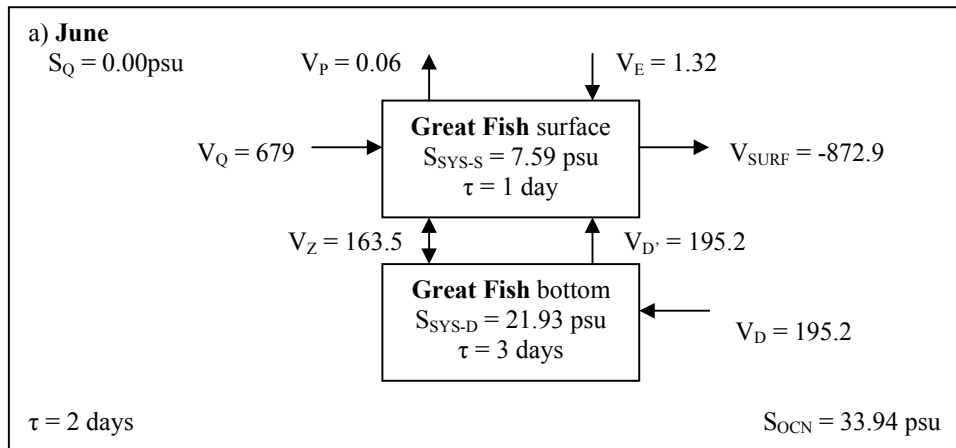 a) June
S_Q = 0.00psu
V_P = 0.06
V_E = 1.32
Great Fish surface
S_SYS-S = 7.59 psu
τ = 1 day
V_Q = 679
V_SURF = -872.9
V_Z = 163.5
V_D' = 195.2
Great Fish bottom
S_SYS-D = 21.93 psu
τ = 3 days
V_D = 195.2
τ = 2 days
S_OCN = 33.94 psu